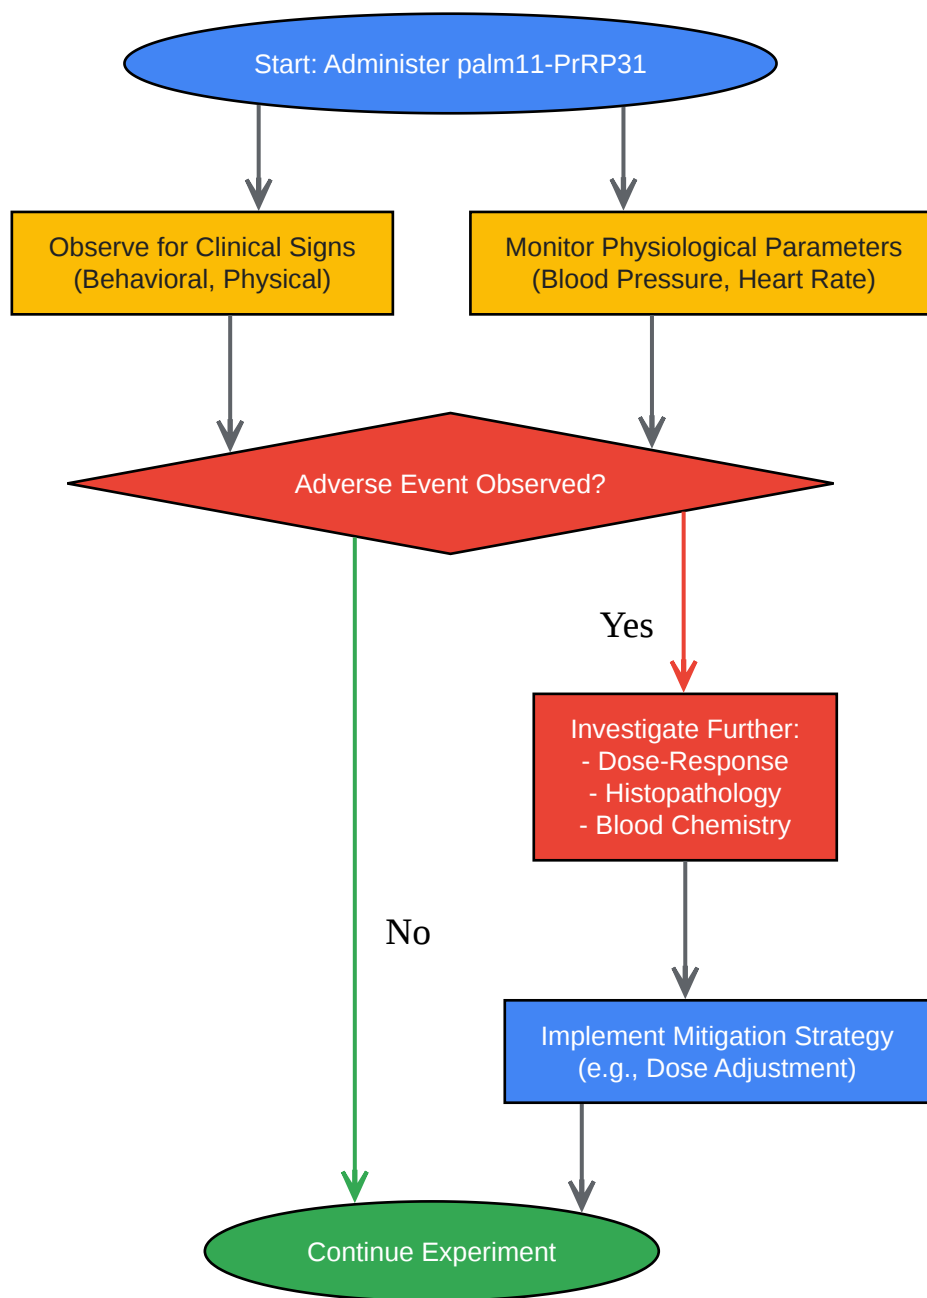 Start: Administer palm11-PrRP31
Observe for Clinical Signs
(Behavioral, Physical)
Monitor Physiological Parameters
(Blood Pressure, Heart Rate)
Adverse Event Observed?
Yes
Investigate Further:
- Dose-Response
- Histopathology
- Blood Chemistry
No
Implement Mitigation Strategy
(e.g., Dose Adjustment)
Continue Experiment